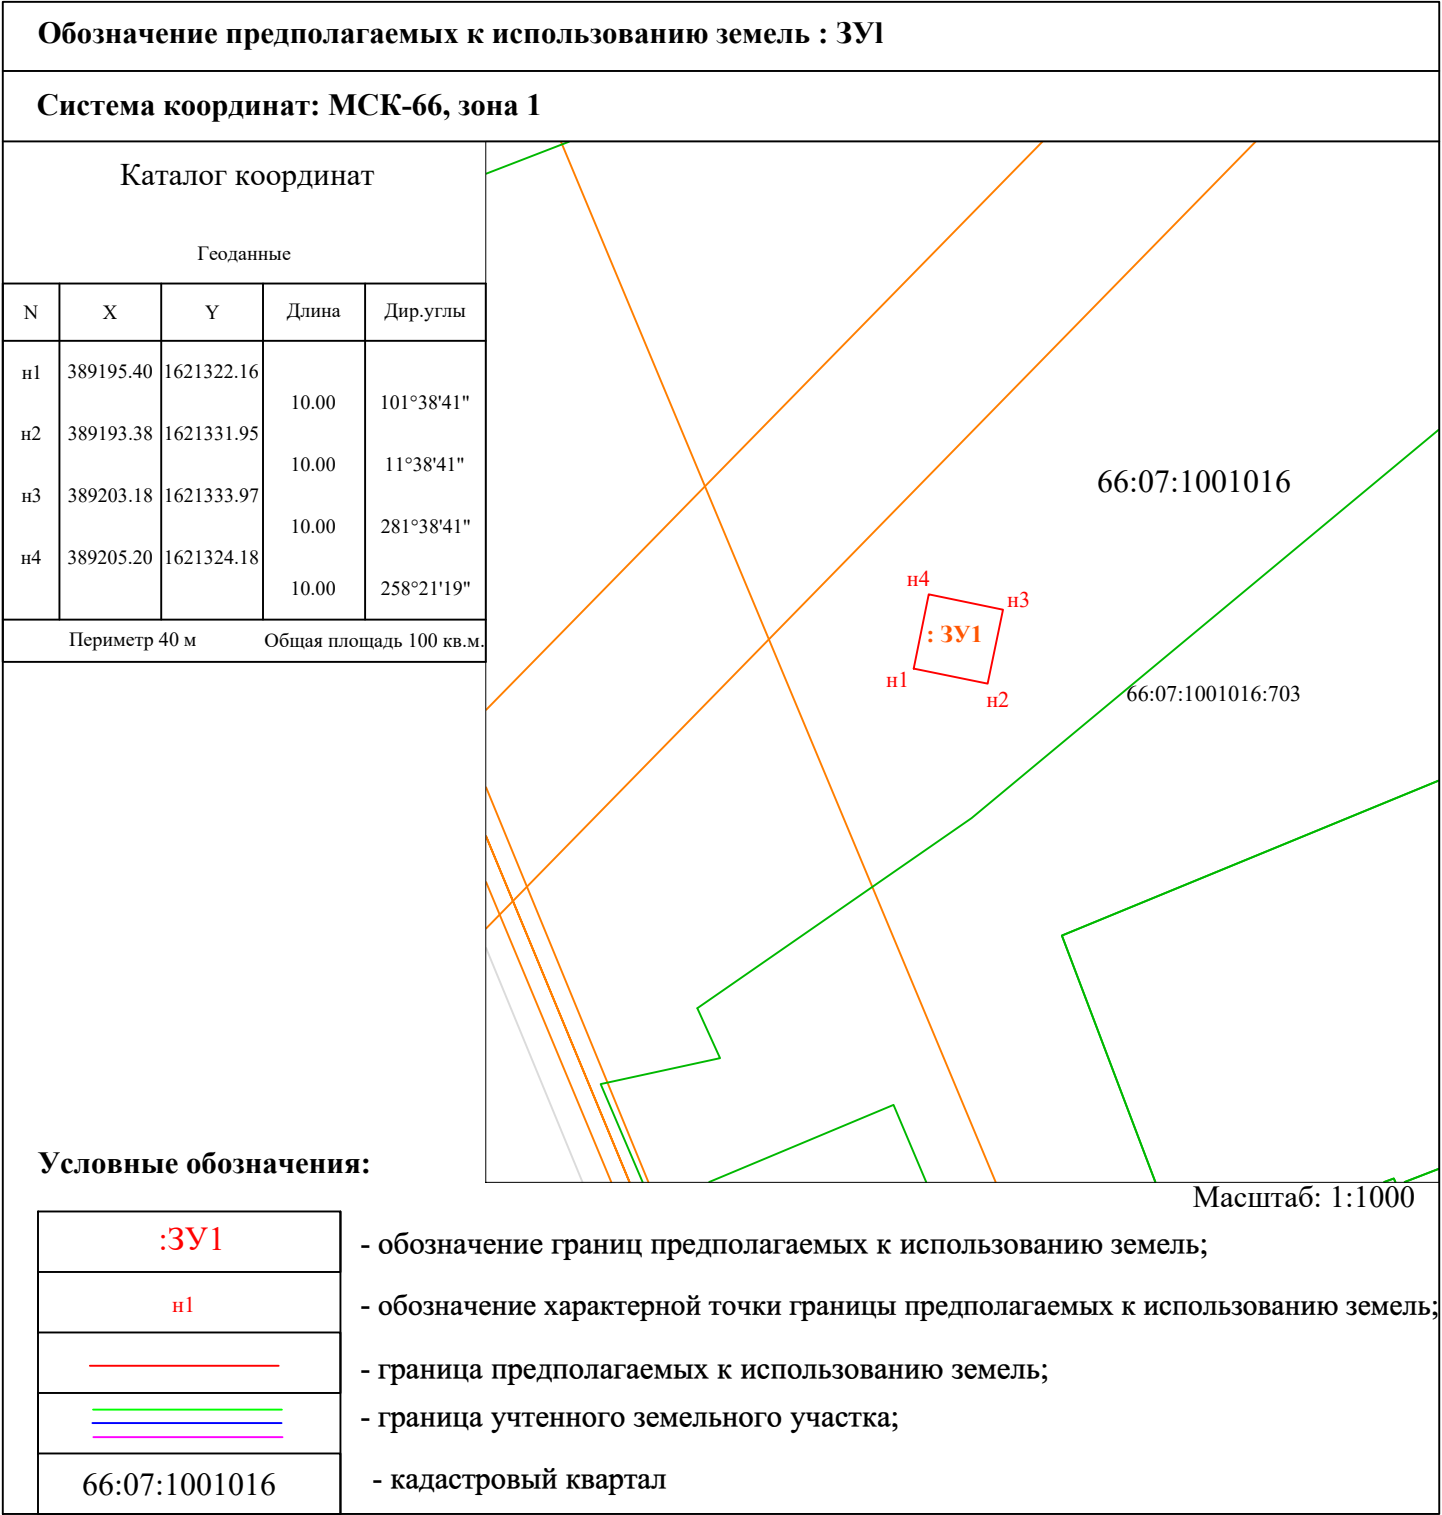 Обозначение предполагаемых к использованию земель : ЗУl
Система координат: МСК-66, зона 1
Каталог координат
Геоданные
N X Y Длина Дир.углы
н1 389195.40 1621322.16
10.00 101°38'41"
н2 389193.38 1621331.95
10.00 11°38'41"
н3 389203.18 1621333.97
10.00 281°38'41"
н4 389205.20 1621324.18
10.00 258°21'19"
Периметр 40 м Общая площадь 100 кв.м.
66:07:1001016
н4
н3
: ЗУ1
н1
н2
66:07:1001016:703
Масштаб: 1:1000
Условные обозначения:
:ЗУ1 - обозначение границ предполагаемых к использованию земель;
н1 - обозначение характерной точки границы предполагаемых к использованию земель;
- граница предполагаемых к использованию земель;
- граница учтенного земельного участка;
66:07:1001016 - кадастровый квартал